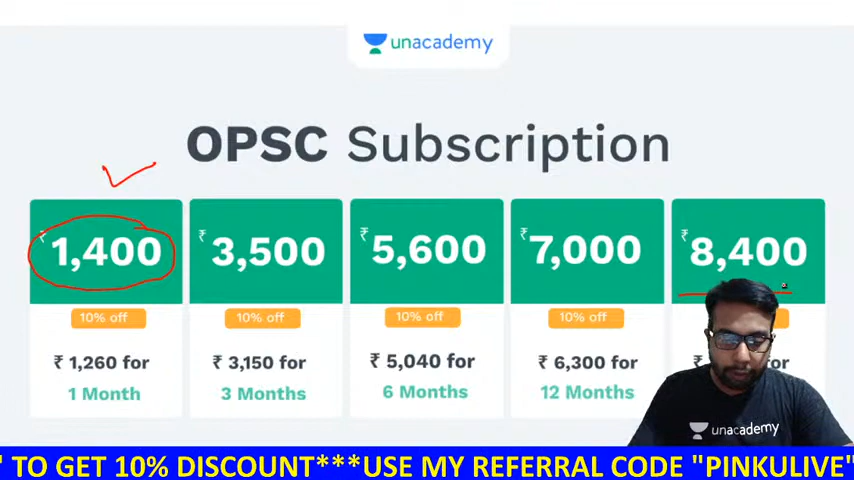 unacademy
OPSC Subscription
₹ 1,400
₹ 3,500
₹ 5,600
₹ 7,000
₹ 8,400
10% off
10% off
10% off
10% off
₹ 1,260 for
1 Month
₹ 3,150 for
3 Months
₹ 5,040 for
6 Months
₹ 6,300 for
12 Months
unacademy
" TO GET 10% DISCOUNT***USE MY REFERRAL CODE "PINKULIVE"